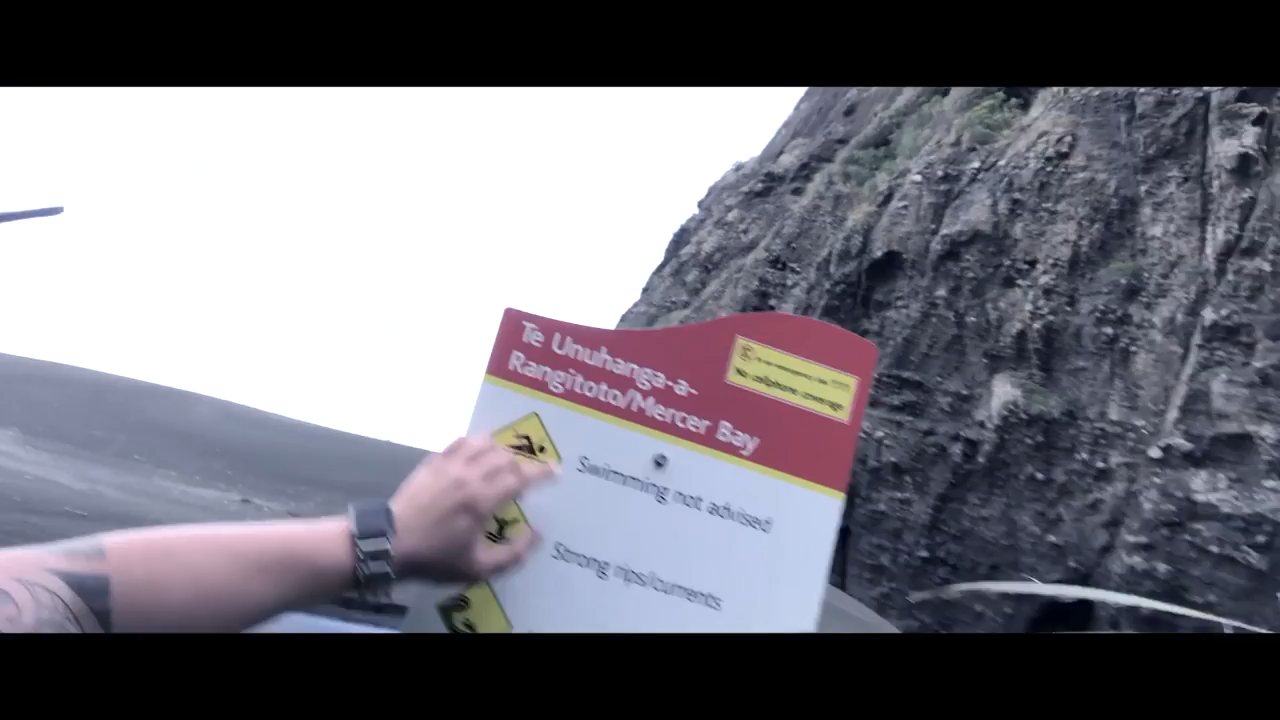 Te Unuhanga-a-
Rangitoto/Mercer Bay
No cellphone coverage
Swimming not advised
Strong rips/currents